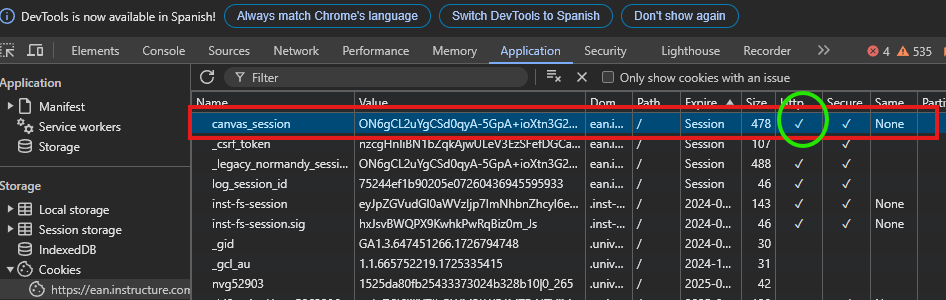 DevTools is now available in Spanish! Always match Chrome's language Switch DevTools to Spanish Don't show again
Elements Console Sources Network Performance Memory Application Security Lighthouse Recorder 4 535
Application Filter Only show cookies with an issue
Manifest
Service workers
Storage
Storage
Local storage
Session storage
IndexedDB
Cookies
https://ean.instructure.com
Name Value Dom... Path Expire... Size Http... Secure Same... Parti
canvas_session ON6gCL2uYgCSd0qyA-5GpA+ioXtn3G2... ean.i... / Session 478 ✓ ✓ None
_csrf_token / Session 107 ✓
_legacy_normandy_sessi... ON6gCL2uYgCSd0qyA-5GpA+ioXtn3G2... ean.i... / Session 488 ✓ ✓
log_session_id 75244ef1b90205e07260436945595933 ean.i... / Session 46 ✓ ✓
inst-fs-session .inst-... / 2024-0... 143 ✓ ✓ None
inst-fs-session.sig hxJsvBWQPX9KwhkPwRqBiz0m_Js .inst-... / 2024-0... 46 ✓ ✓ None
_gid GA1.3.647451266.1726794748 .univ... / 2024-0... 30
_gcl_au 1.1.665752219.1725335415 .univ... / 2024-1... 31
nvg52903 1525da80fb25433373024b328b10|0_265 .univ... / 2025-0... 42